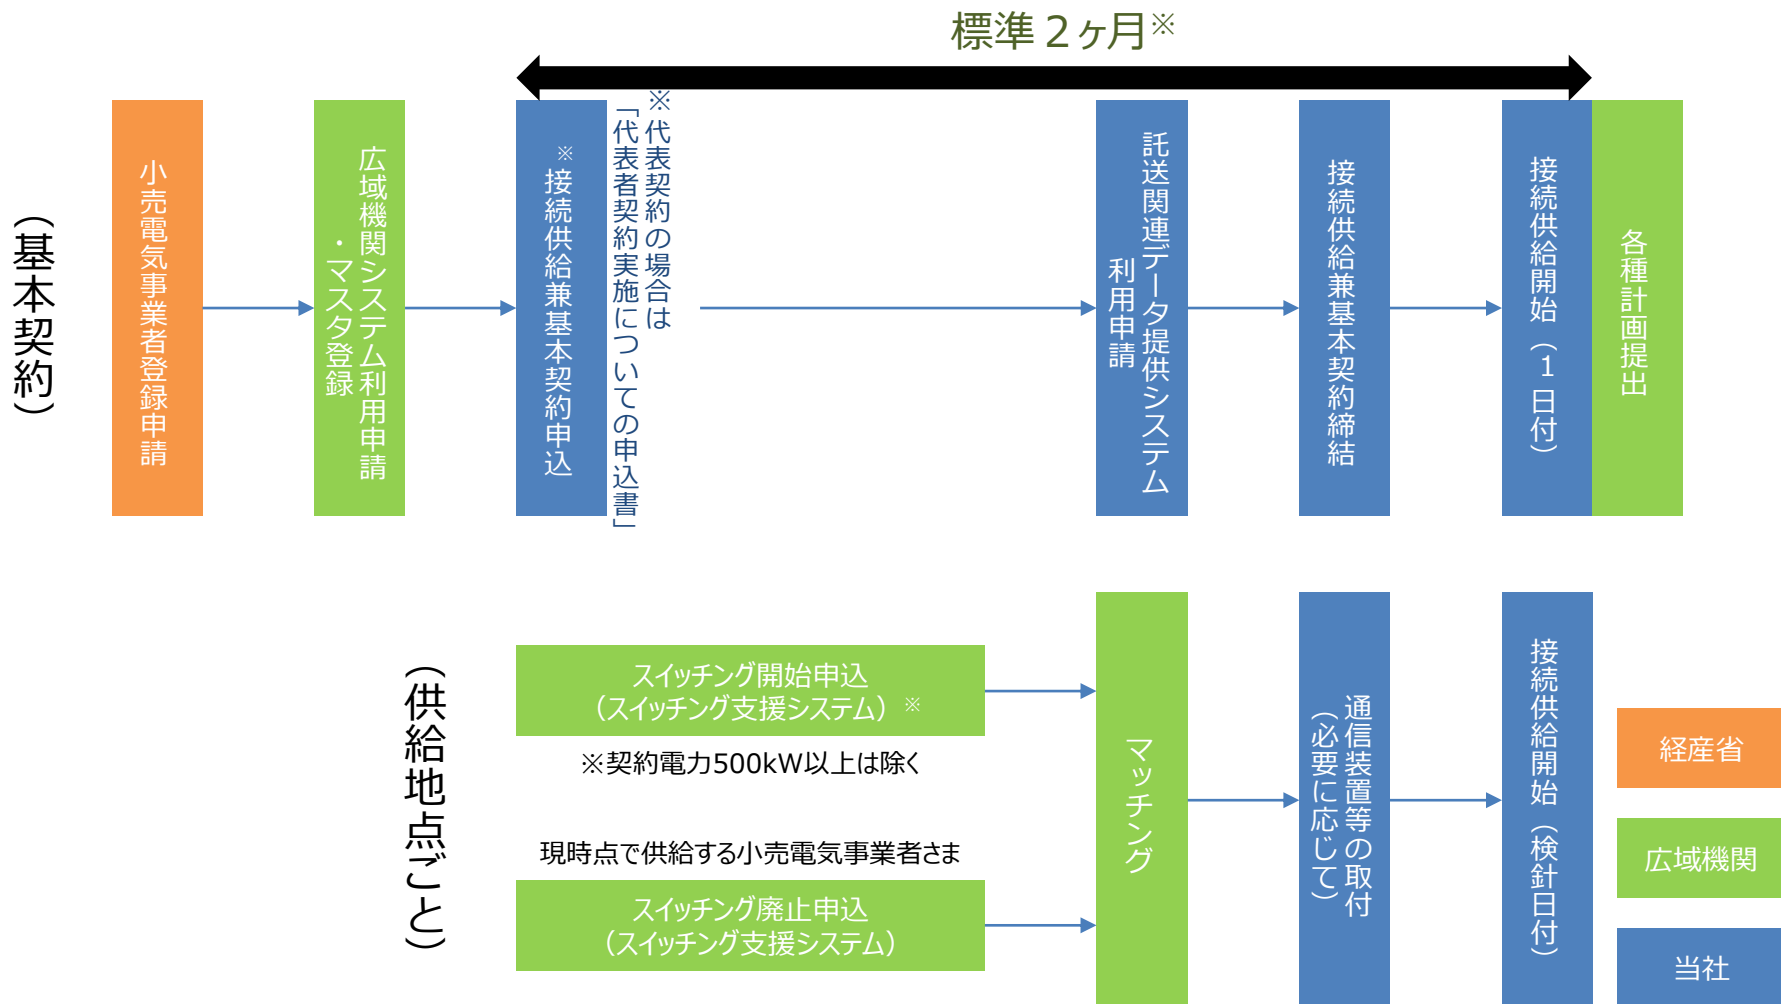 標準２ヶ月※
（基本契約）
小売電気事業者登録申請
広域機関システム利用申請
・マスタ登録
※接続供給兼基本契約申込
※代表契約の場合は
「代表者契約実施についての申込書」
託送関連データ提供システム
利用申請
接続供給兼基本契約締結
接続供給開始（１日付）
各種計画提出
（供給地点ごと）
スイッチング開始申込
（スイッチング支援システム）※
※契約電力500kW以上は除く
現時点で供給する小売電気事業者さま
スイッチング廃止申込
（スイッチング支援システム）
マッチング
通信装置等の取付
（必要に応じて）
接続供給開始（検針日付）
経産省
広域機関
当社